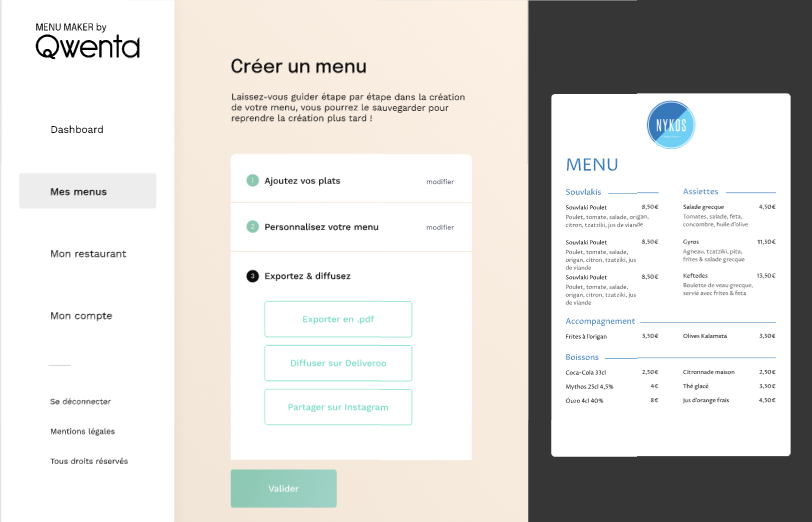 MENU MAKER by
Qwenta
Dashboard
Mes menus
Mon restaurant
Mon compte
Se déconnecter
Mentions légales
Tous droits réservés
Créer un menu
Laissez-vous guider étape par étape dans la création
de votre menu, vous pourrez le sauvegarder pour
reprendre la création plus tard !
1 Ajoutez vos plats modifier
2 Personnalisez votre menu modifier
3 Exportez & diffusez
Exporter en .pdf
Diffuser sur Deliveroo
Partager sur Instagram
Valider
NYKOS
MENU
Souvlakis
Souvlaki Poulet 8,50€
Poulet, tomate, salade, origan,
citron, tzatziki, jus de viande
Souvlaki Poulet 8,50€
Poulet, tomate, salade,
origan, citron, tzatziki, jus
de viande
Souvlaki Poulet 8,50€
Poulet, tomate, salade,
origan, citron, tzatziki, jus
de viande
Assiettes
Salade grecque 4,50€
Tomates, salade, feta,
concombre, huile d'olive
Gyros 11,50€
Agneau, tzatziki, pita,
frites & salade grecque
Keftedes 13,50€
Boulette de veau grecque,
servie avec frites & feta
Accompagnement
Frites à l'origan 3,50€
Olives Kalamata 3,50€
Boissons
Coca-Cola 33cl 2,50€
Mythos 25cl 4,5% 4€
Ouzo 4cl 40% 8€
Citronnade maison 2,50€
Thé glacé 3,50€
Jus d'orange frais 4,50€